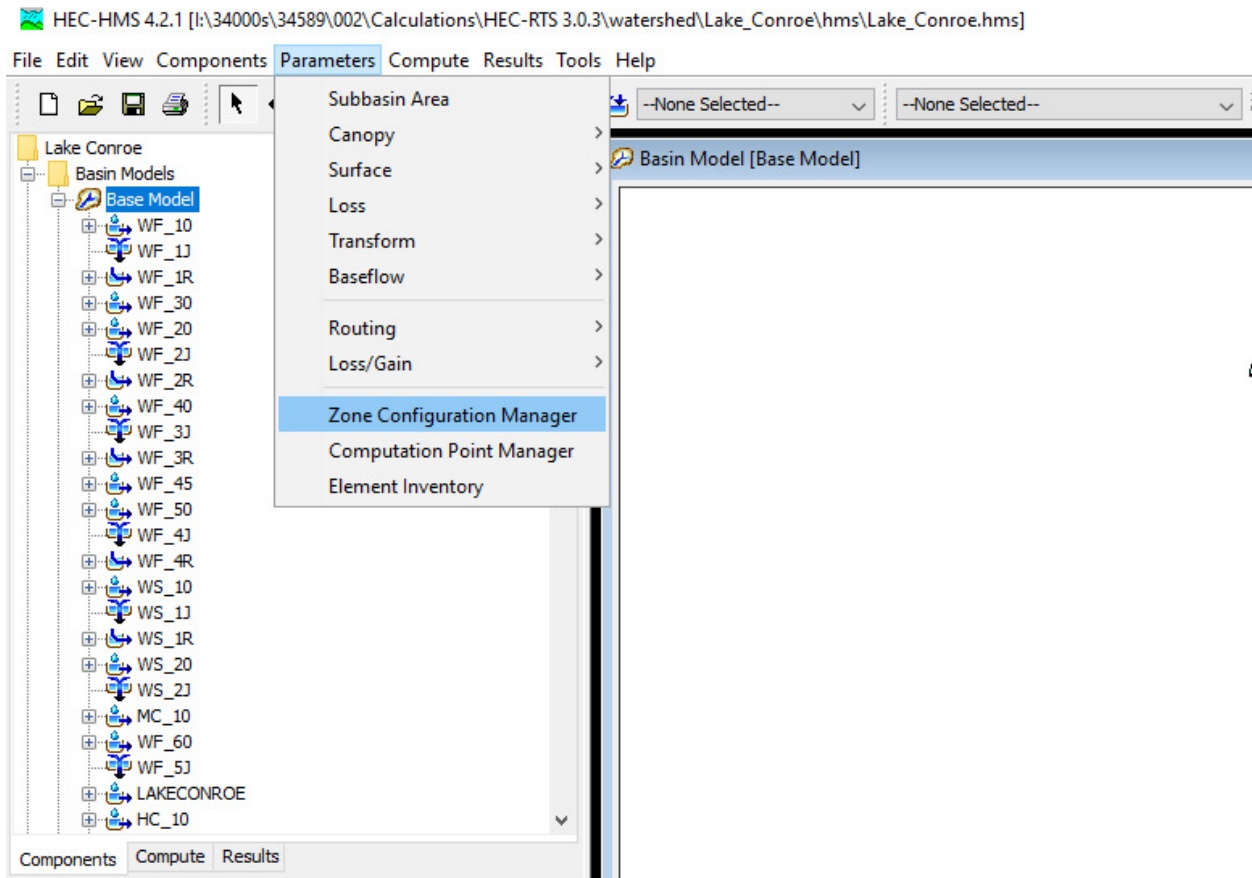 HEC-HMS 4.2.1 [I:\34000s\34589\002\Calculations\HEC-RTS 3.0.3\watershed\Lake_Conroe\hms\Lake_Conroe.hms]
File Edit View Components Parameters Compute Results Tools Help
--None Selected-- --None Selected--
Subbasin Area
Canopy
Surface
Loss
Transform
Baseflow
Routing
Loss/Gain
Zone Configuration Manager
Computation Point Manager
Element Inventory
Lake Conroe
Basin Models
Base Model
WF_10
WF_1J
WF_1R
WF_30
WF_20
WF_2J
WF_2R
WF_40
WF_3J
WF_3R
WF_45
WF_50
WF_4J
WF_4R
WS_10
WS_1J
WS_1R
WS_20
WS_2J
MC_10
WF_60
WF_5J
LAKECONROE
HC_10
Components Compute Results
Basin Model [Base Model]